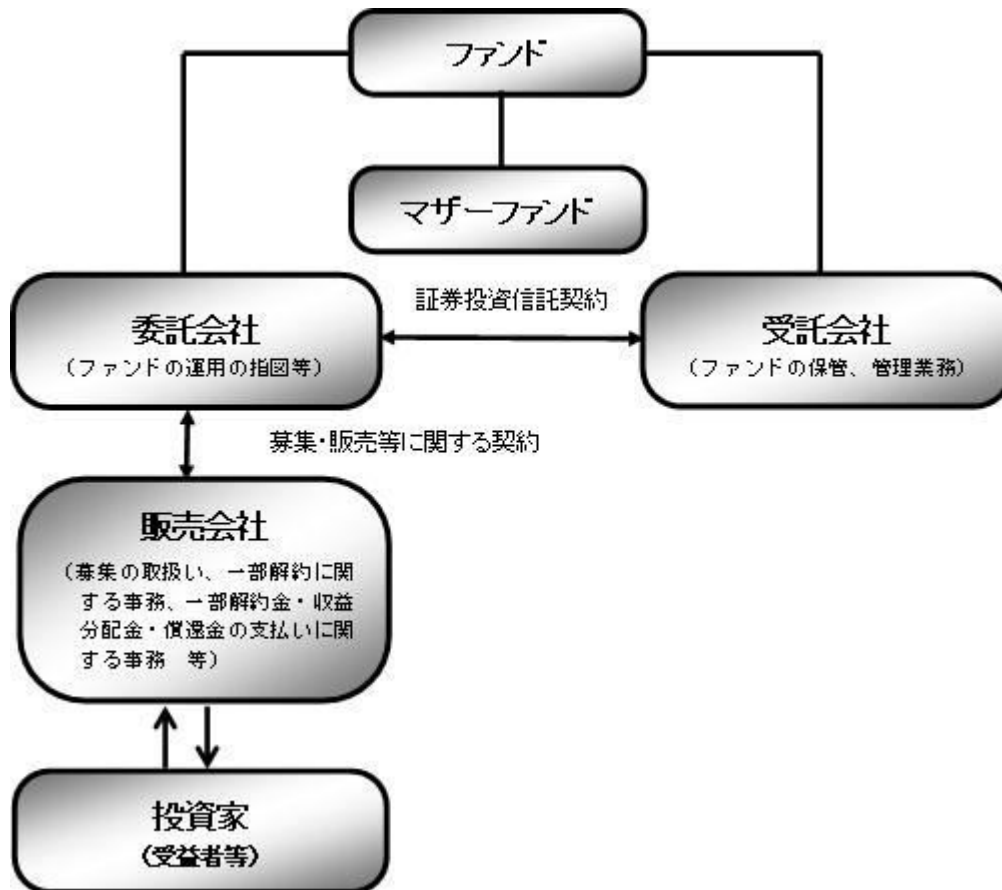 ファンド
マザーファンド
証券投資信託契約
委託会社
（ファンドの運用の指図等）
受託会社
（ファンドの保管、管理業務）
募集・販売等に関する契約
販売会社
（募集の取扱い、一部解約に関
する事務、一部解約金・収益
分配金・償還金の支払いに関
する事務　等）
投資家
（受益者等）